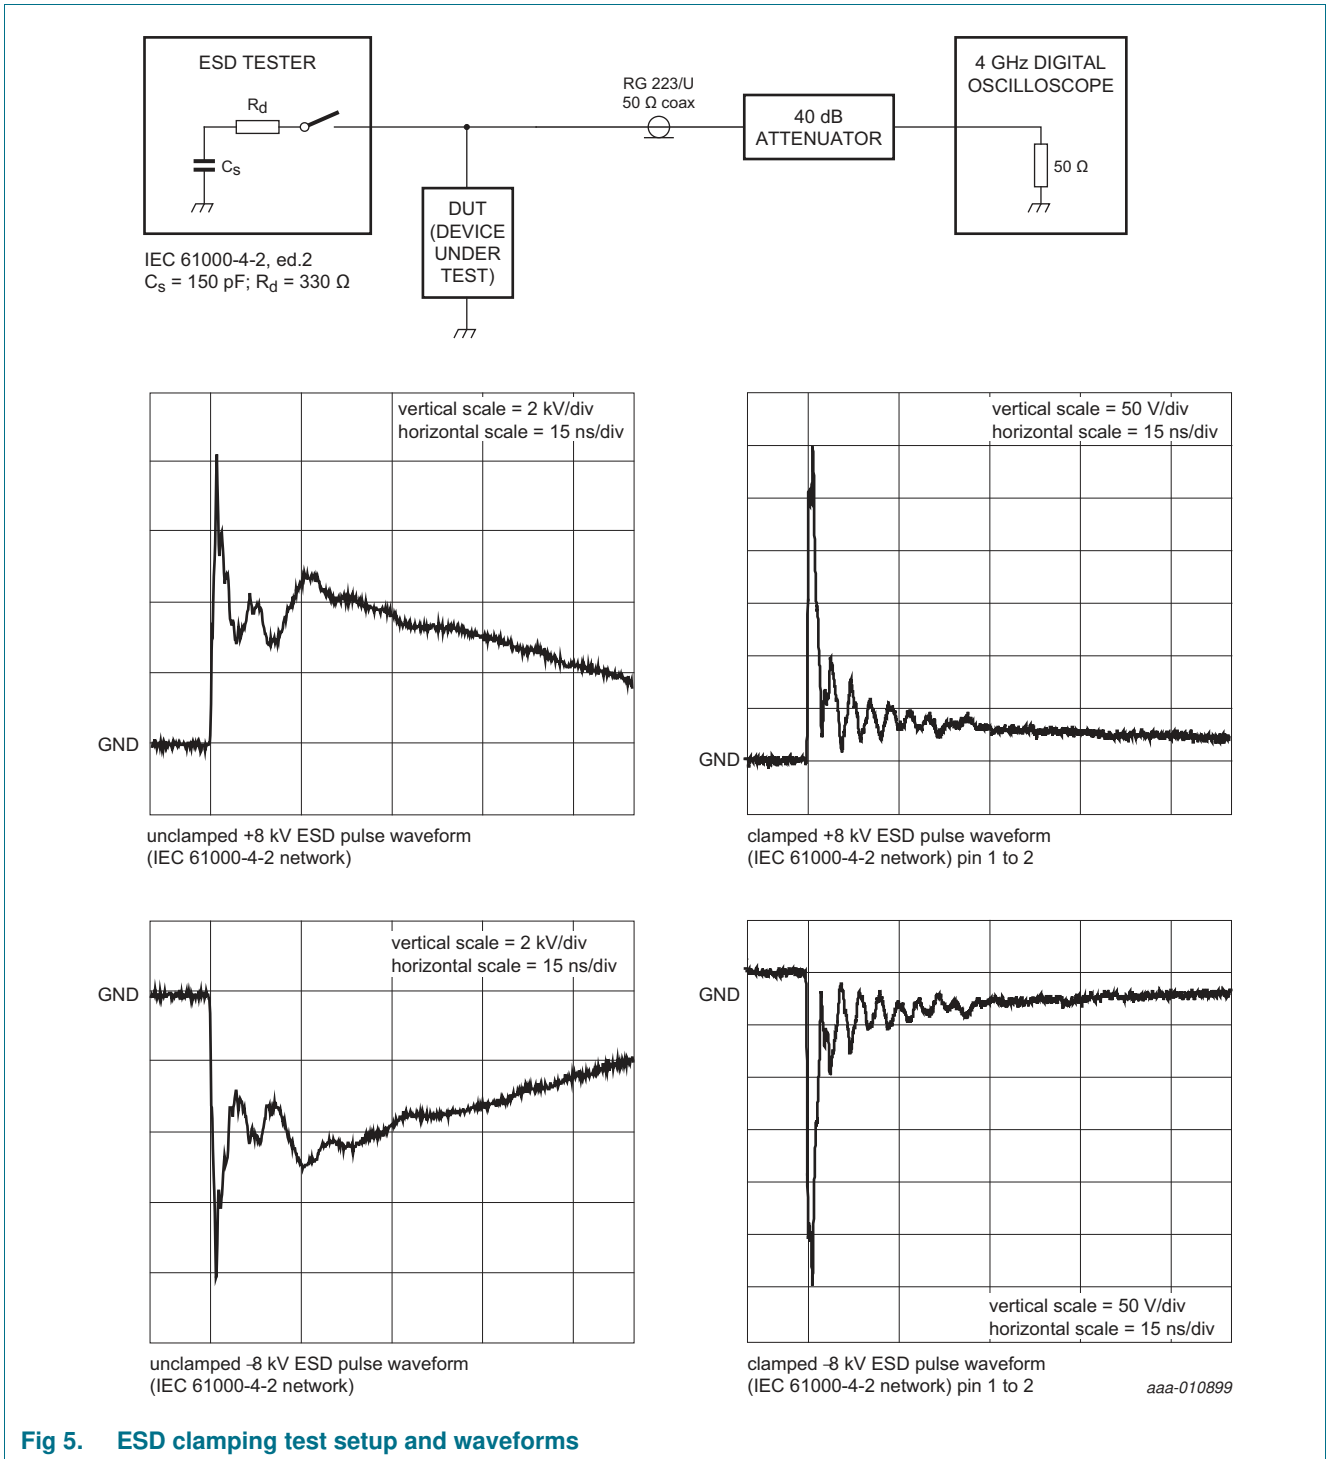 ESD TESTER
Rd
Cs
IEC 61000-4-2, ed.2
Cs = 150 pF; Rd = 330 Ω
DUT
(DEVICE
UNDER
TEST)
RG 223/U
50 Ω coax
40 dB
ATTENUATOR
4 GHz DIGITAL
OSCILLOSCOPE
50 Ω
vertical scale = 2 kV/div
horizontal scale = 15 ns/div
GND
unclamped +8 kV ESD pulse waveform
(IEC 61000-4-2 network)
vertical scale = 50 V/div
horizontal scale = 15 ns/div
GND
clamped +8 kV ESD pulse waveform
(IEC 61000-4-2 network) pin 1 to 2
vertical scale = 2 kV/div
horizontal scale = 15 ns/div
GND
unclamped –8 kV ESD pulse waveform
(IEC 61000-4-2 network)
GND
vertical scale = 50 V/div
horizontal scale = 15 ns/div
clamped –8 kV ESD pulse waveform
(IEC 61000-4-2 network) pin 1 to 2
aaa-010899
Fig 5. ESD clamping test setup and waveforms